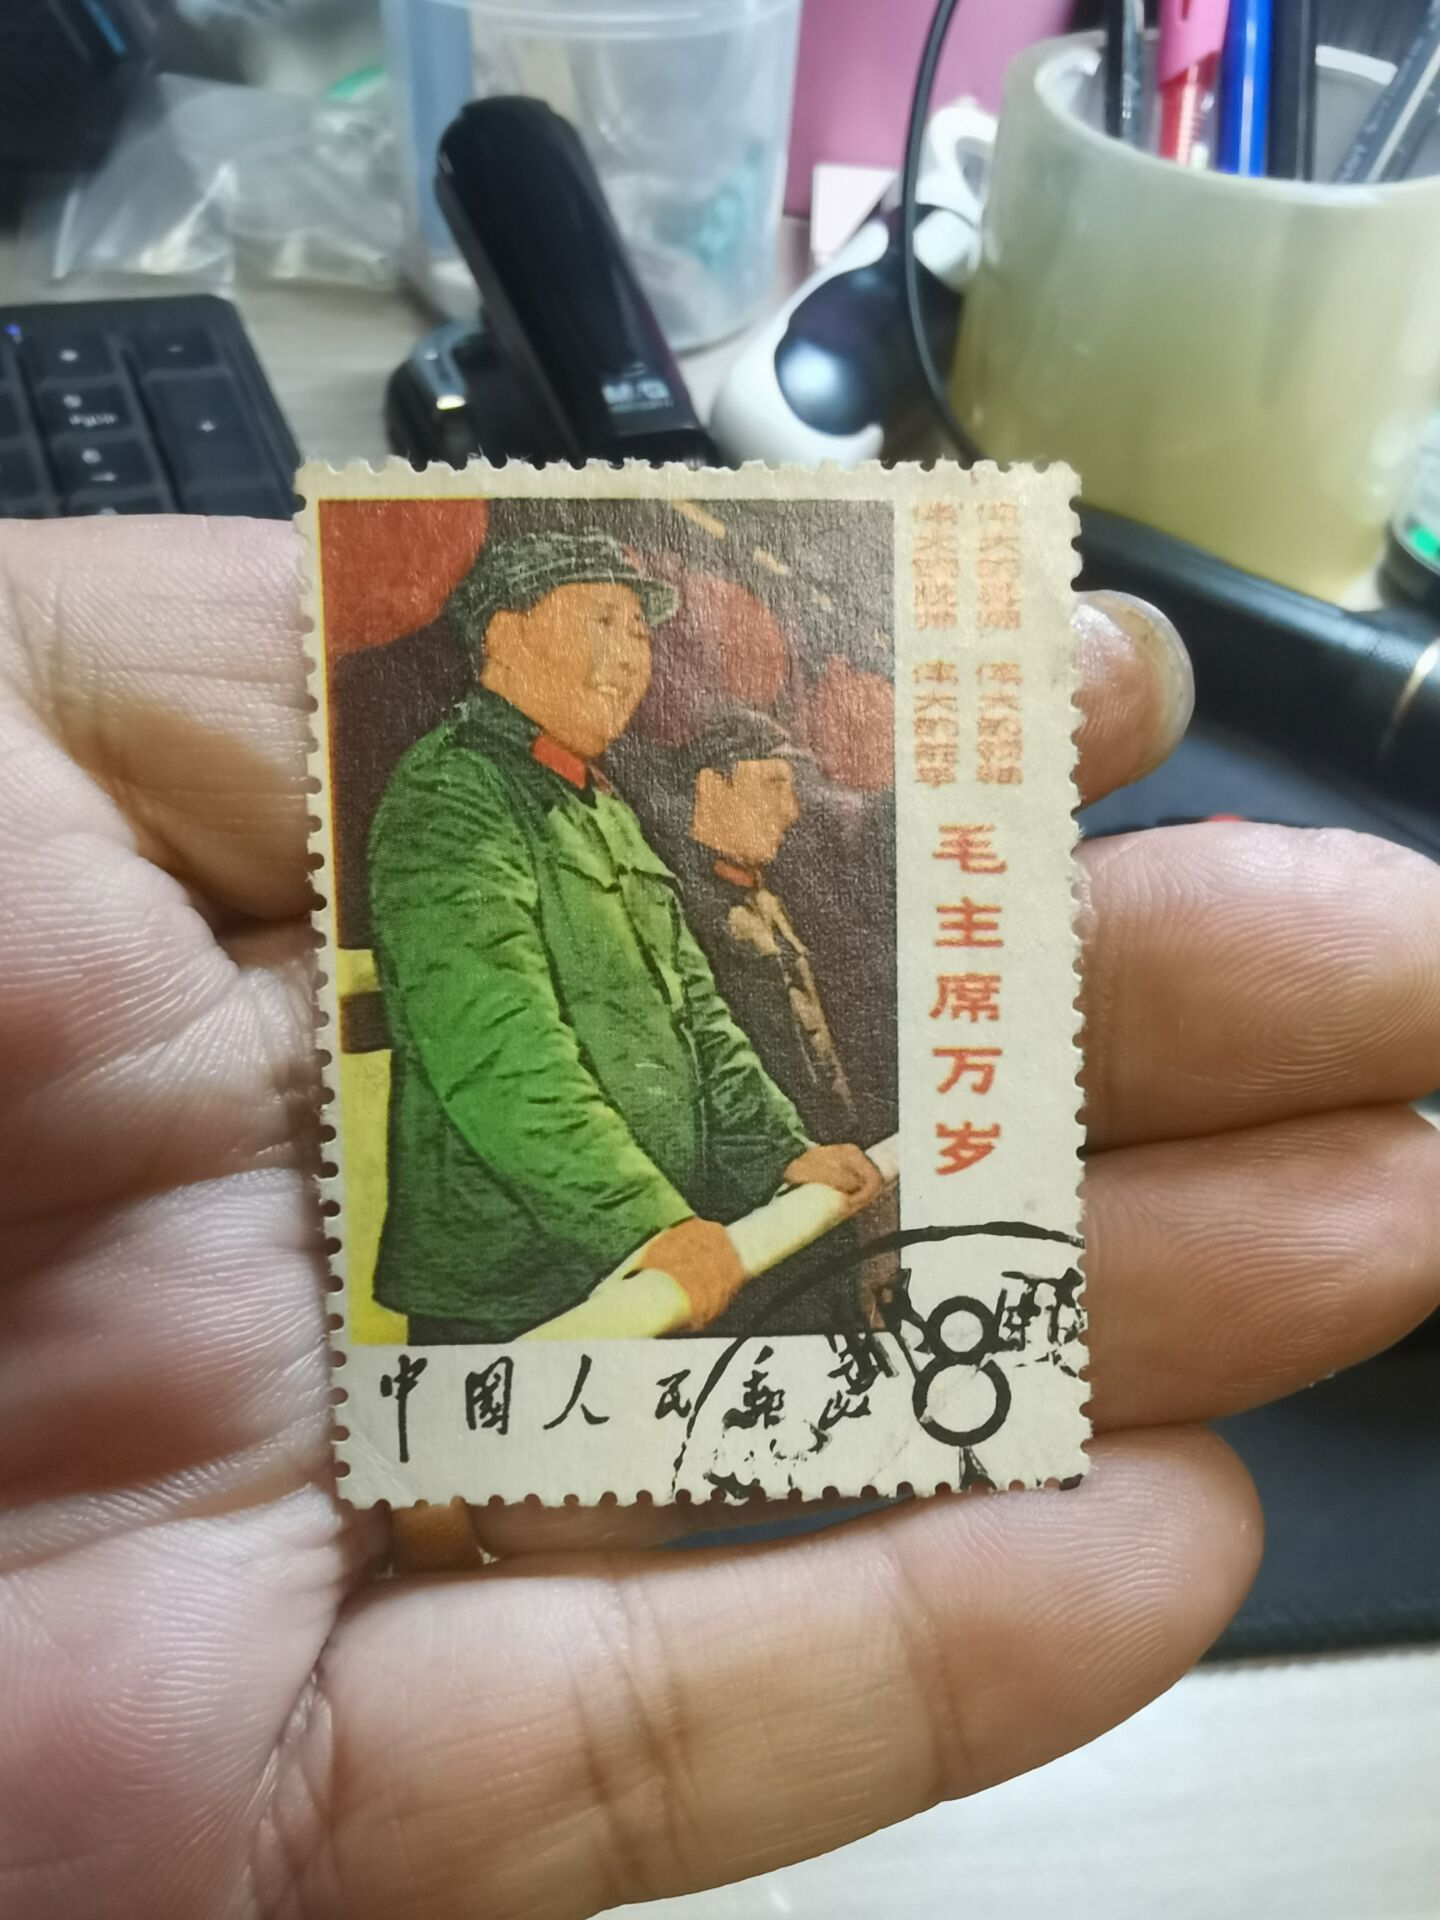 伟大的导师 伟大的领袖
伟大的统帅 伟大的舵手
毛主席万岁
中国人民邮政
8